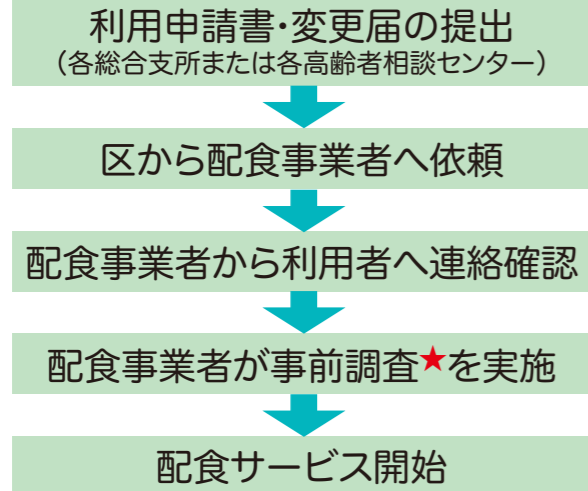 利用申請書・変更届の提出
（各総合支所または各高齢者相談センター）
区から配食事業者へ依頼
配食事業者から利用者へ連絡確認
配食事業者が事前調査★を実施
配食サービス開始